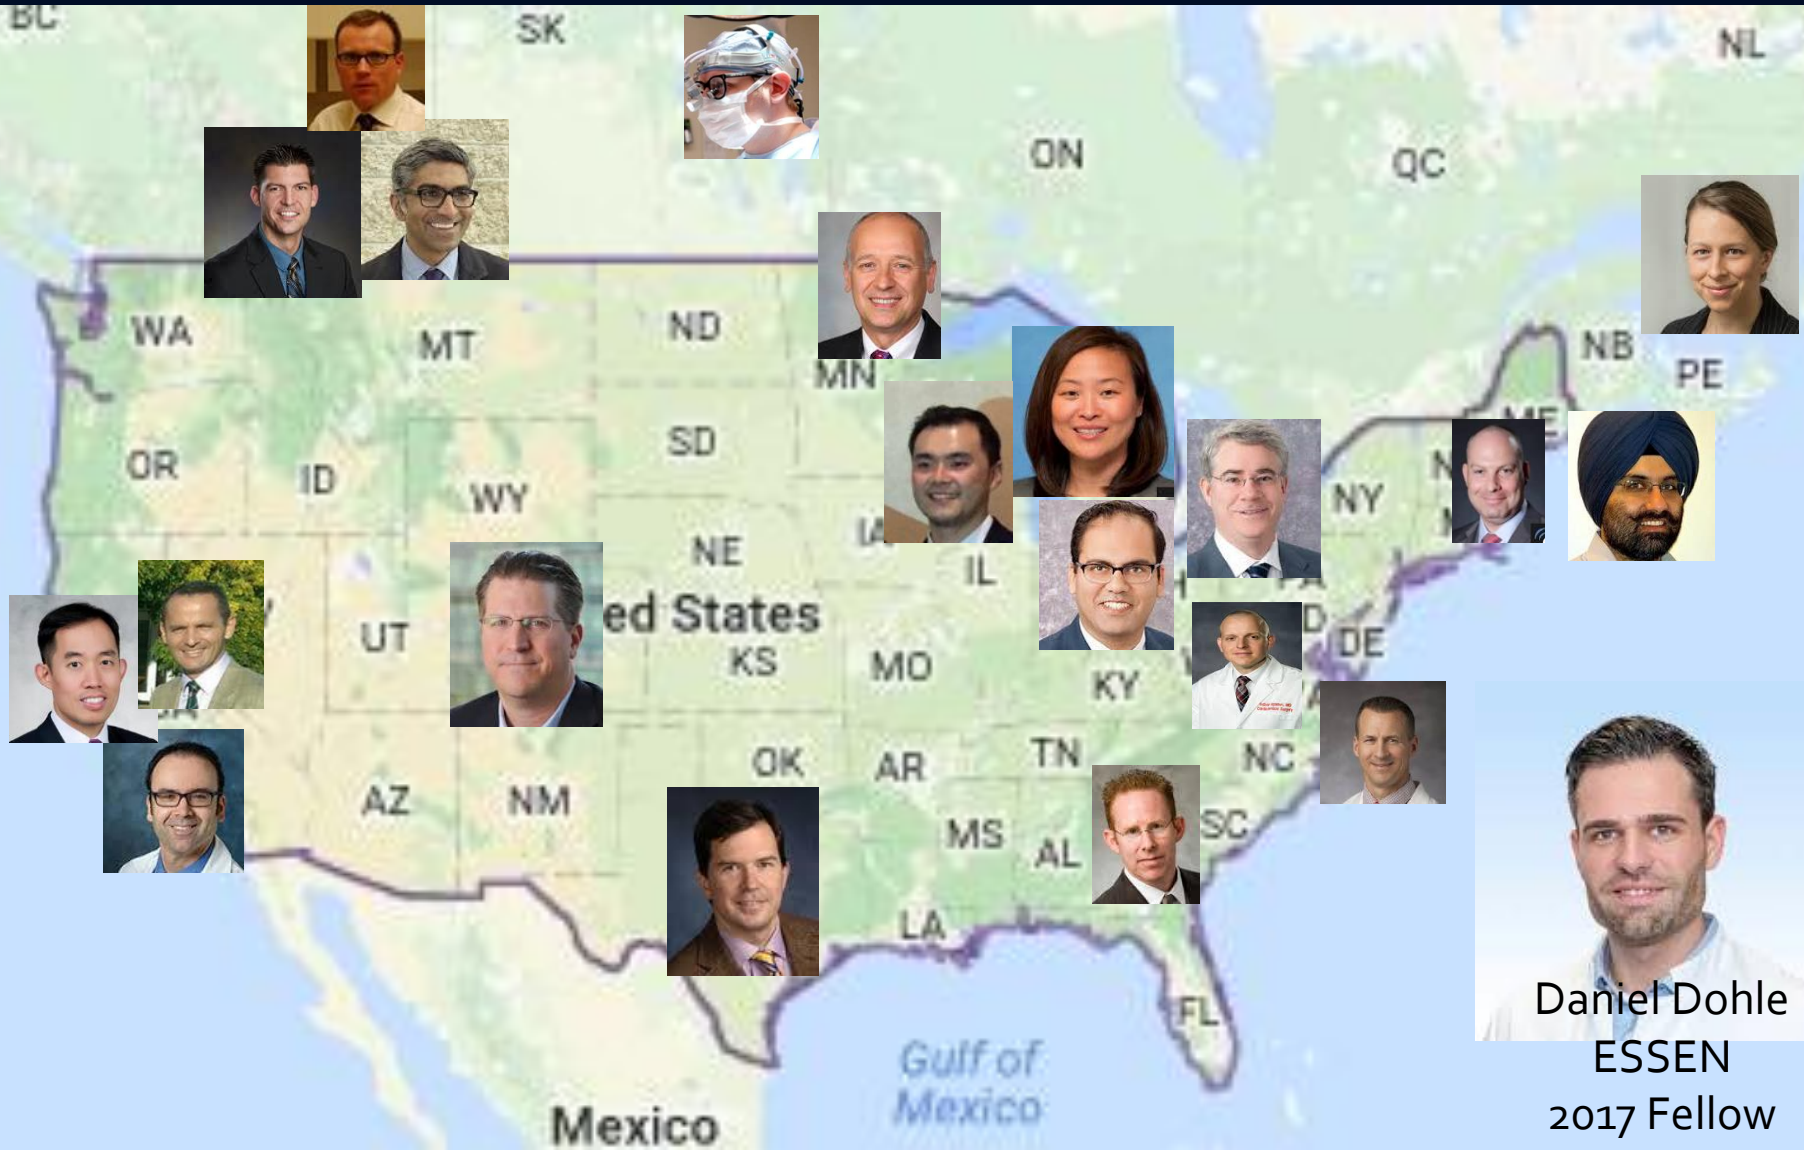 BC
SK
NL
ON
QC
WA
MT
ND
MN
NB
PE
ME
OR
ID
WY
SD
NY
NE
IA
IL
UT
ed States
KS
MO
KY
DE
AZ
NM
OK
AR
TN
NC
MS
AL
SC
LA
FL
Gulf of
Mexico
Mexico
Daniel Dohle
ESSEN
2017 Fellow